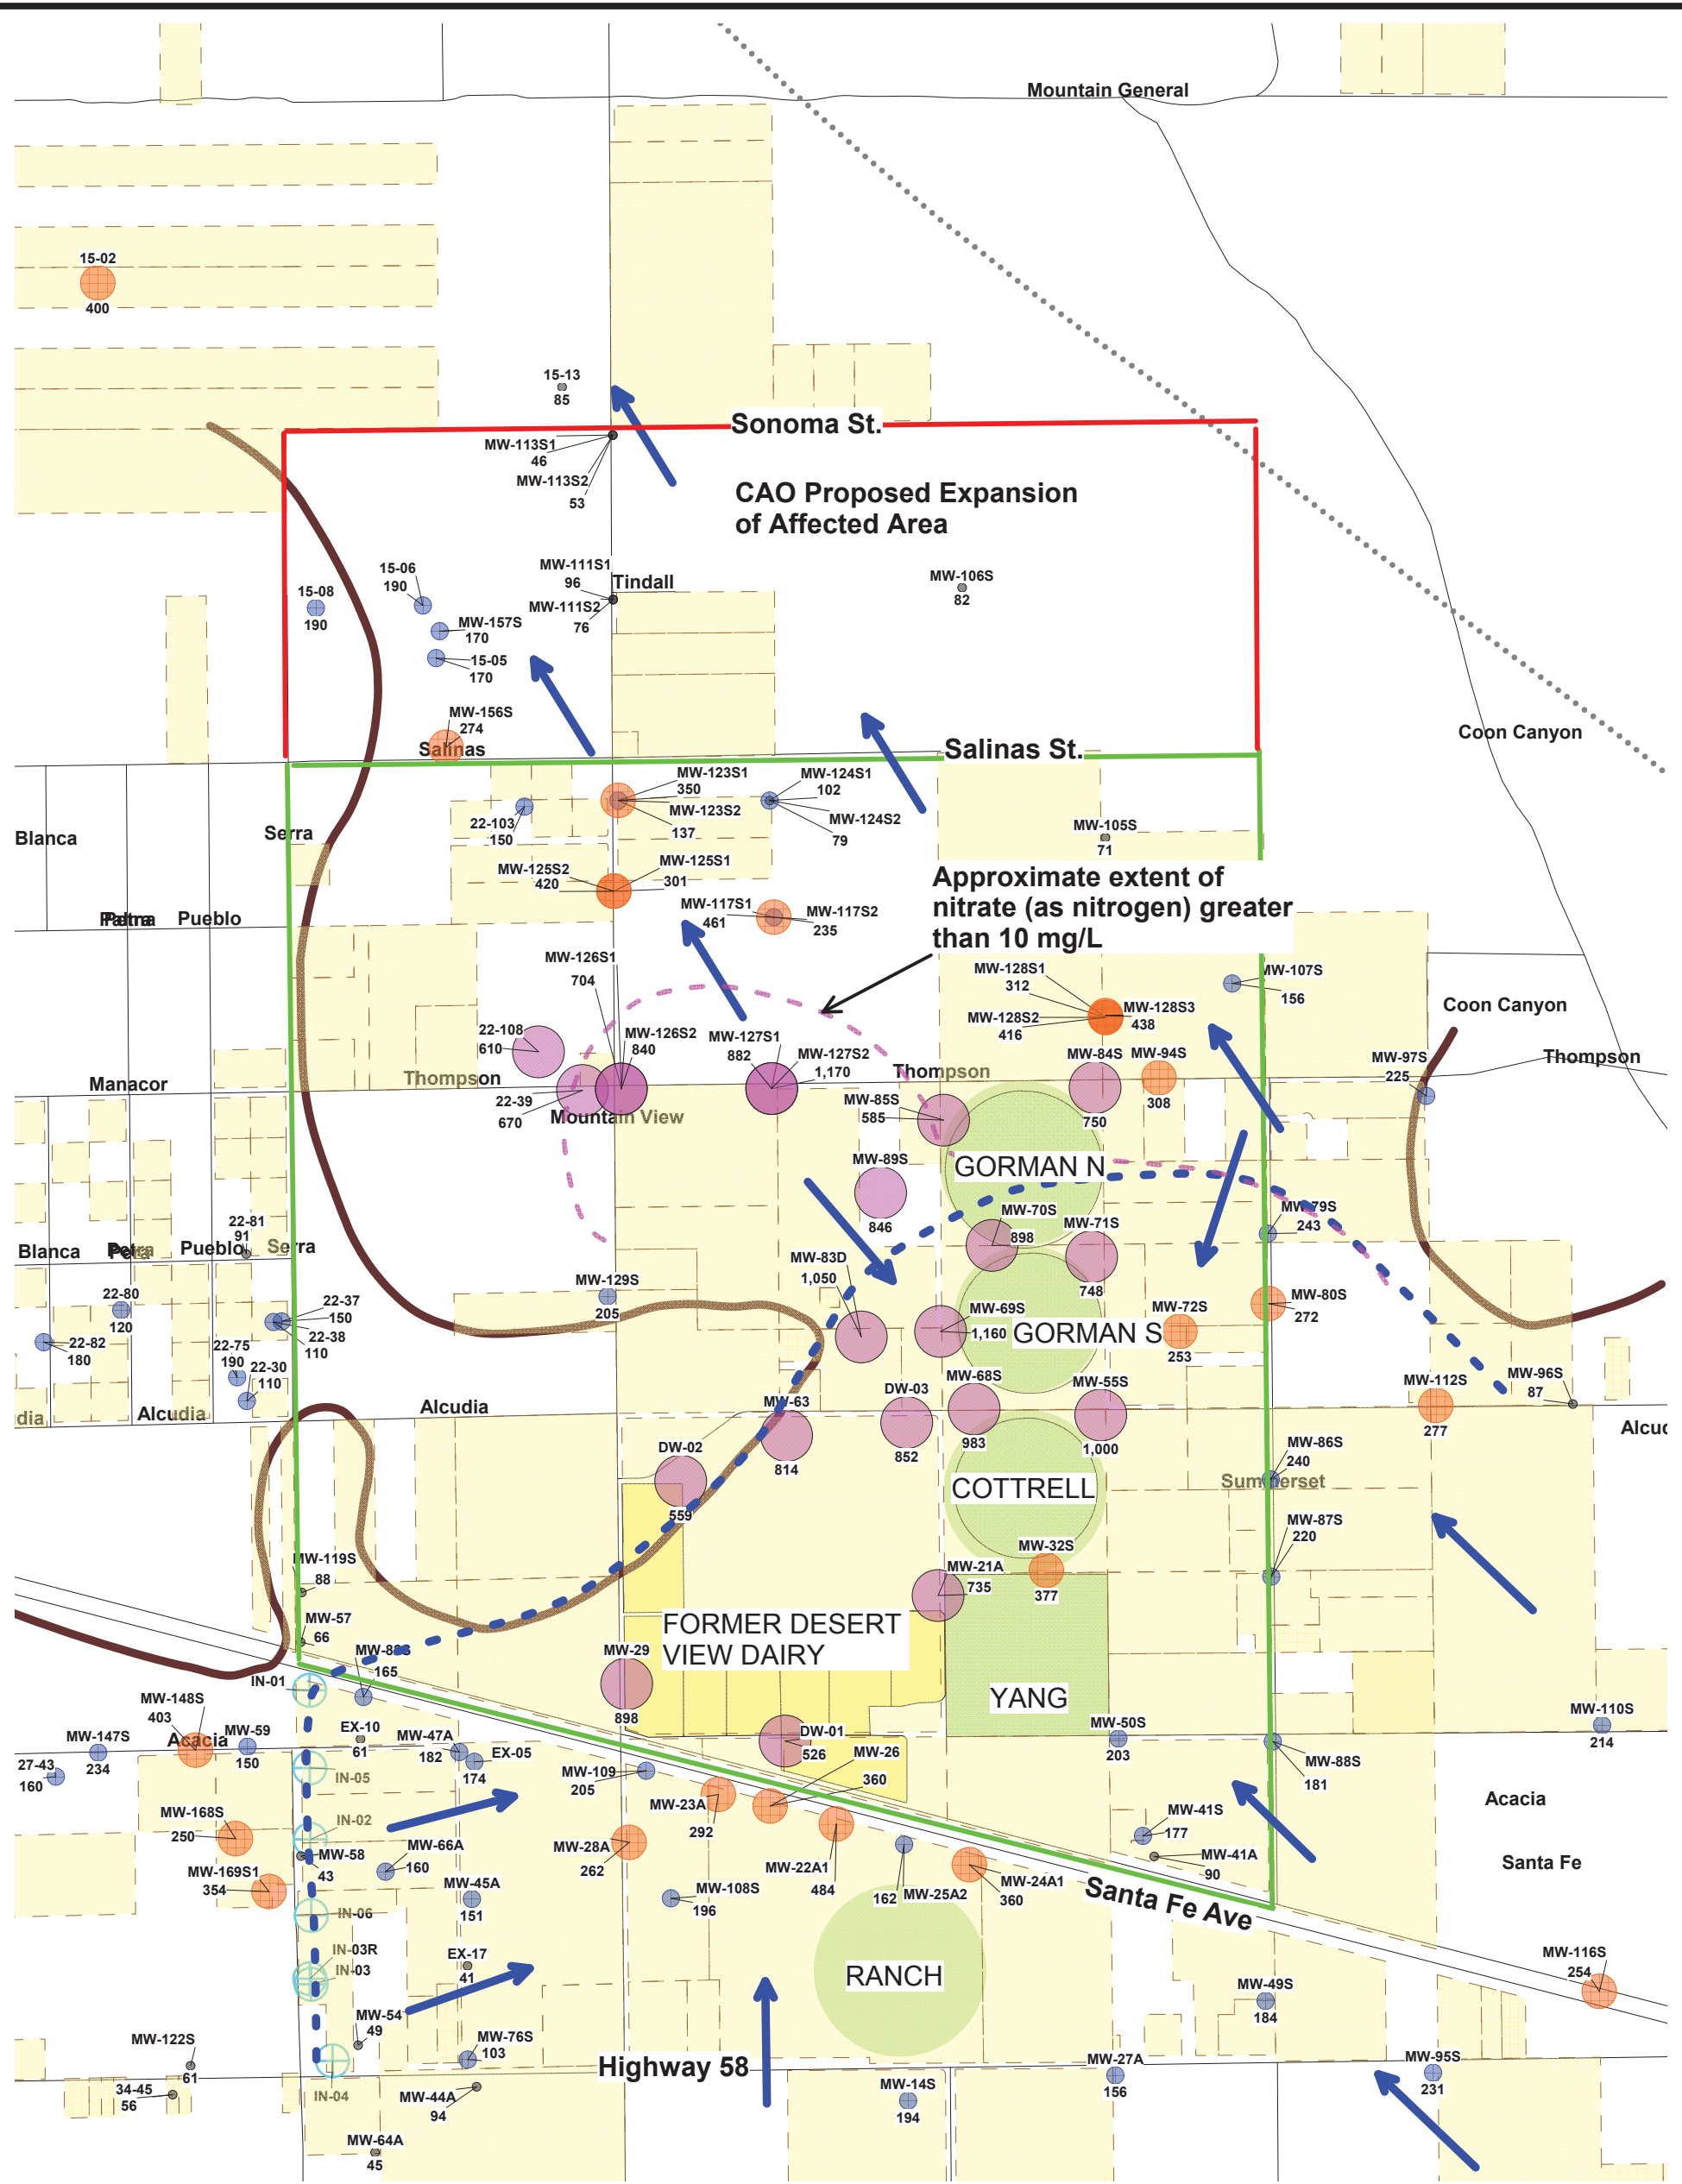 Mountain General
15-02
400
15-13
85
Sonoma St.
MW-113S1
46
MW-113S2
53
CAO Proposed Expansion
of Affected Area
15-06
190
15-08
190
MW-111S1
96
Tindall
MW-111S2
76
MW-106S
82
MW-157S
170
15-05
170
MW-156S
274
Salinas
Salinas St.
Coon Canyon
MW-123S1
350
MW-123S2
137
MW-124S1
102
MW-124S2
79
22-103
150
Blanca
Serra
MW-105S
71
MW-125S2
420
MW-125S1
301
MW-117S1
461
MW-117S2
235
Approximate extent of
nitrate (as nitrogen) greater
than 10 mg/L
Pueblo
MW-126S1
704
MW-128S1
312
MW-128S2
416
MW-128S3
438
MW-107S
156
Coon Canyon
22-108
610
MW-126S2
840
MW-127S1
882
MW-127S2
1,170
MW-84S
750
MW-94S
308
MW-97S
225
Thompson
Manacor
Thompson
Thompson
22-39
670
Mountain View
MW-85S
585
GORMAN N
MW-89S
846
MW-70S
898
MW-71S
748
MW-79S
243
22-81
91
Blanca
Petra
Pueblo
Serra
MW-83D
1,050
MW-129S
205
22-80
120
22-37
150
22-38
110
22-82
180
22-75
190
22-30
110
MW-69S
1,160
GORMAN S
MW-72S
253
MW-80S
272
MW-63
814
DW-03
852
MW-68S
983
MW-55S
1,000
MW-112S
277
MW-96S
87
dia
Alcudia
Alcudia
Alcud
DW-02
559
COTTRELL
MW-86S
240
Summerset
MW-87S
220
MW-119S
88
MW-32S
377
MW-21A
735
MW-57
66
FORMER DESERT
VIEW DAIRY
MW-29
898
165
IN-01
YANG
MW-148S
403
MW-147S
234
Acacia
MW-59
150
EX-10
61
MW-47A
182
EX-05
174
27-43
160
IN-05
DW-01
526
MW-26
360
MW-50S
203
MW-110S
214
MW-88S
181
MW-109
205
MW-23A
292
MW-168S
250
IN-02
MW-58
43
MW-66A
160
MW-28A
262
MW-22A1
484
162
MW-25A2
MW-24A1
360
MW-41S
177
MW-41A
90
Acacia
Santa Fe
MW-169S1
354
MW-45A
151
MW-108S
196
Santa Fe Ave
IN-06
IN-03R
IN-03
EX-17
41
RANCH
MW-116S
254
MW-49S
184
MW-54
49
MW-122S
61
MW-76S
103
Highway 58
MW-27A
156
MW-95S
231
34-45
56
IN-04
MW-44A
94
MW-14S
194
MW-64A
45